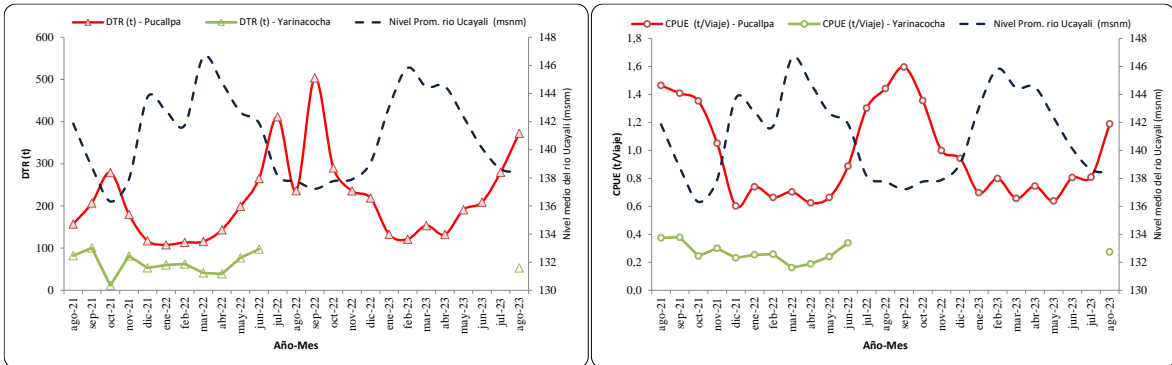 DTR (t) - Pucallpa
DTR (t) - Yarinacocha
Nivel Prom. rio Ucayali (msnm)
DTR (t)
600
500
400
300
200
100
0
148
146
144
142
140
138
136
134
132
130
Nivel medio del rio Ucayali (msnm)
ago-21
sep-21
oct-21
nov-21
dic-21
ene-22
feb-22
mar-22
abr-22
may-22
jun-22
jul-22
ago-22
sep-22
oct-22
nov-22
dic-22
ene-23
feb-23
mar-23
abr-23
may-23
jun-23
jul-23
ago-23
Año-Mes
CPUE (t/Viaje) - Pucallpa
CPUE (t/Viaje) - Yarinacocha
Nivel Prom. rio Ucayali (msnm)
CPUE (t/Viaje)
1,8
1,6
1,4
1,2
1,0
0,8
0,6
0,4
0,2
0,0
148
146
144
142
140
138
136
134
132
130
Nivel medio del rio Ucayali (msnm)
ago-21
sep-21
oct-21
nov-21
dic-21
ene-22
feb-22
mar-22
abr-22
may-22
jun-22
jul-22
ago-22
sep-22
oct-22
nov-22
dic-22
ene-23
feb-23
mar-23
abr-23
may-23
jun-23
jul-23
ago-23
Año-Mes